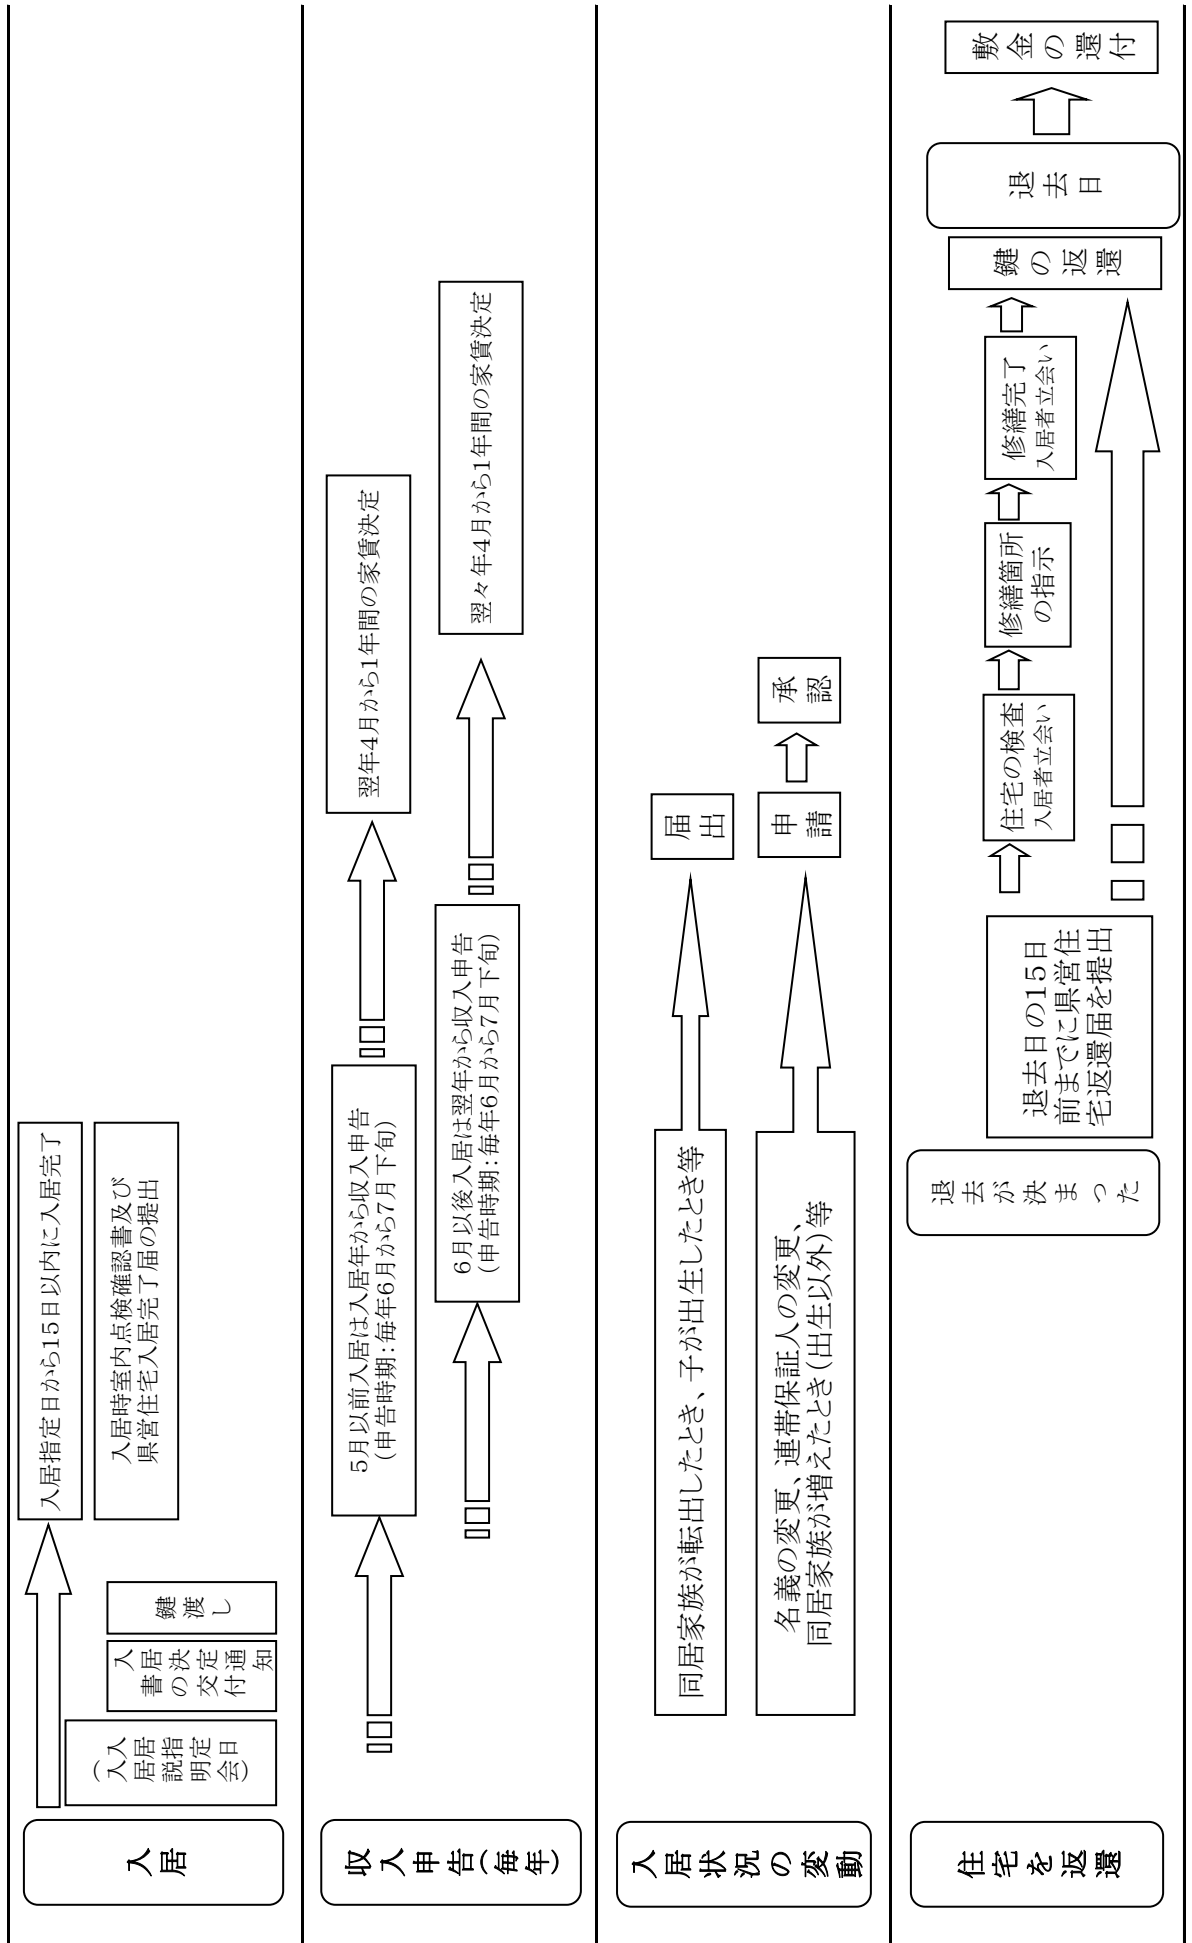 入居
入居指定日
(入居説明会)
入居決定通知
書の交付
鍵渡し
入居指定日から15日以内に入居完了
入居時室内点検確認書及び
県営住宅入居完了届の提出
収入申告(毎年)
5月以前入居は入居年から収入申告
(申告時期:毎年6月から7月下旬)
翌年4月から1年間の家賃決定
6月以後入居は翌年から収入申告
(申告時期:毎年6月から7月下旬)
翌々年4月から1年間の家賃決定
入居状況の変動
同居家族が転出したとき、子が出生したとき等
届出
名義の変更、連帯保証人の変更、
同居家族が増えたとき(出生以外)等
申請
承認
住宅を返還
退去が決まった
退去日の15日
前までに県営住
宅返還届を提出
住宅の検査
入居者立会い
修繕箇所
の指示
修繕完了
入居者立会い
鍵の返還
退去日
敷金の還付